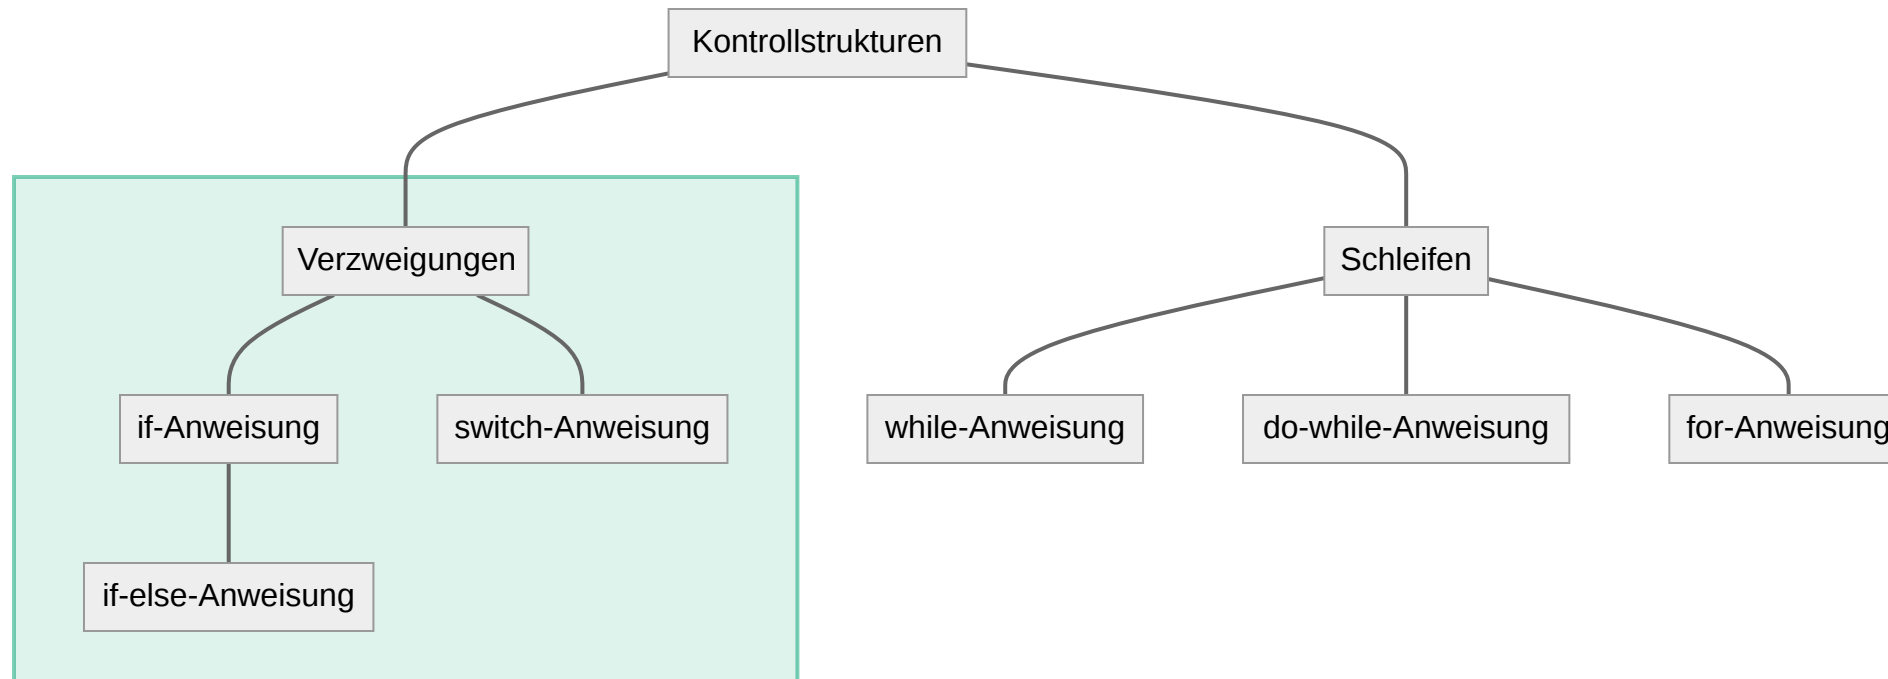 Kontrollstrukturen
Verzweigungen
Schleifen
if-Anweisung
switch-Anweisung
while-Anweisung
do-while-Anweisung
for-Anweisung
if-else-Anweisung